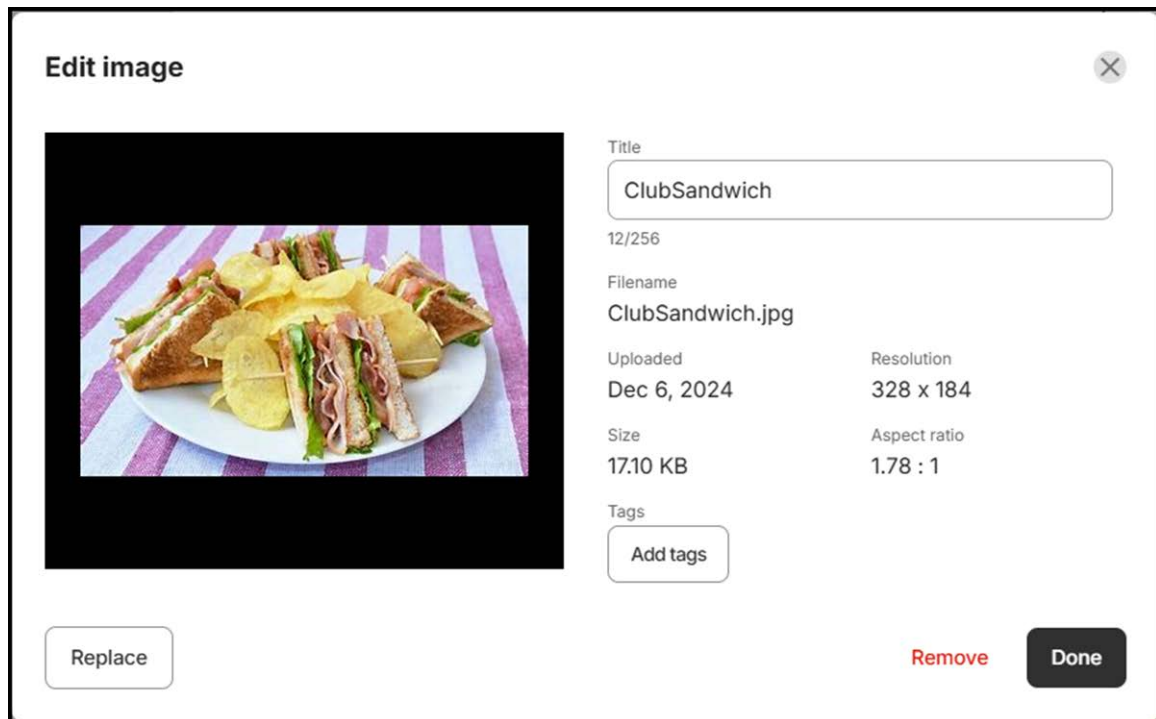 Edit image
Title
ClubSandwich
12/256
Filename
ClubSandwich.jpg
Uploaded
Resolution
Dec 6, 2024
328 x 184
Size
Aspect ratio
17.10 KB
1.78 : 1
Tags
Add tags
Replace
Remove
Done